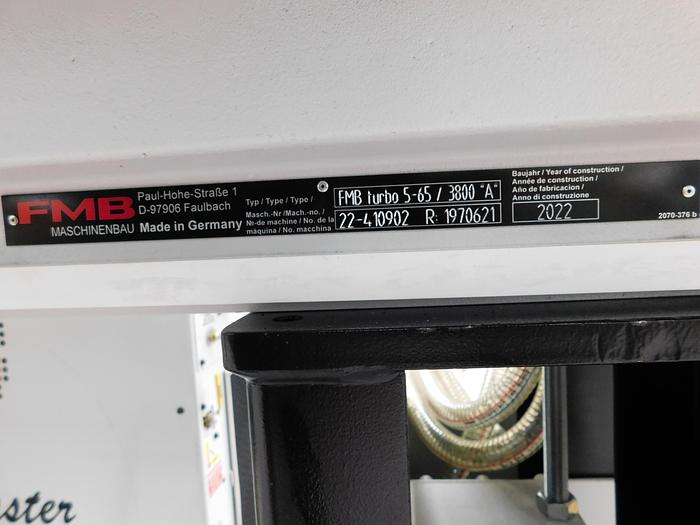 FMB
MASCHINENBAU
Paul-Hohe-Straße 1
D-97906 Faulbach
Made in Germany
Typ / Type / Type /
FMB turbo 5-65 / 3800 "A"
Masch.-Nr /Mach.-no. /
№-de machine / No. de la
máquina / No. macchina
22-410902 R: 1970621
Baujahr / Year of construction /
Année de construction /
Año de fabricacion /
Anno di construzione
2022
2070-376 b